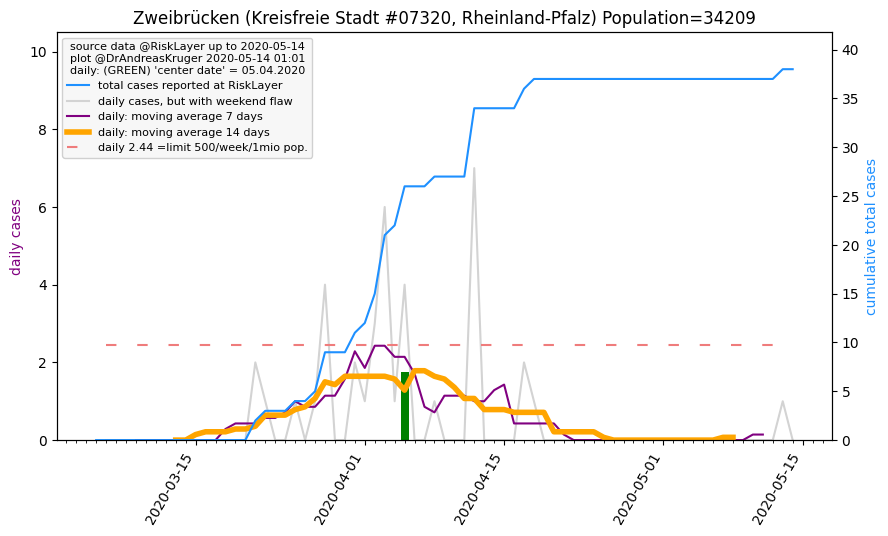 Zweibrücken (Kreisfreie Stadt #07320, Rheinland-Pfalz) Population=34209
source data @RiskLayer up to 2020-05-14
plot @DrAndreasKruger 2020-05-14 01:01
daily: (GREEN) 'center date' = 05.04.2020
total cases reported at RiskLayer
daily cases, but with weekend flaw
daily: moving average 7 days
daily: moving average 14 days
daily 2.44 =limit 500/week/1mio pop.
daily cases
10
8
6
4
2
0
cumulative total cases
40
35
30
25
20
15
10
5
0
2020-03-15
2020-04-01
2020-04-15
2020-05-01
2020-05-15